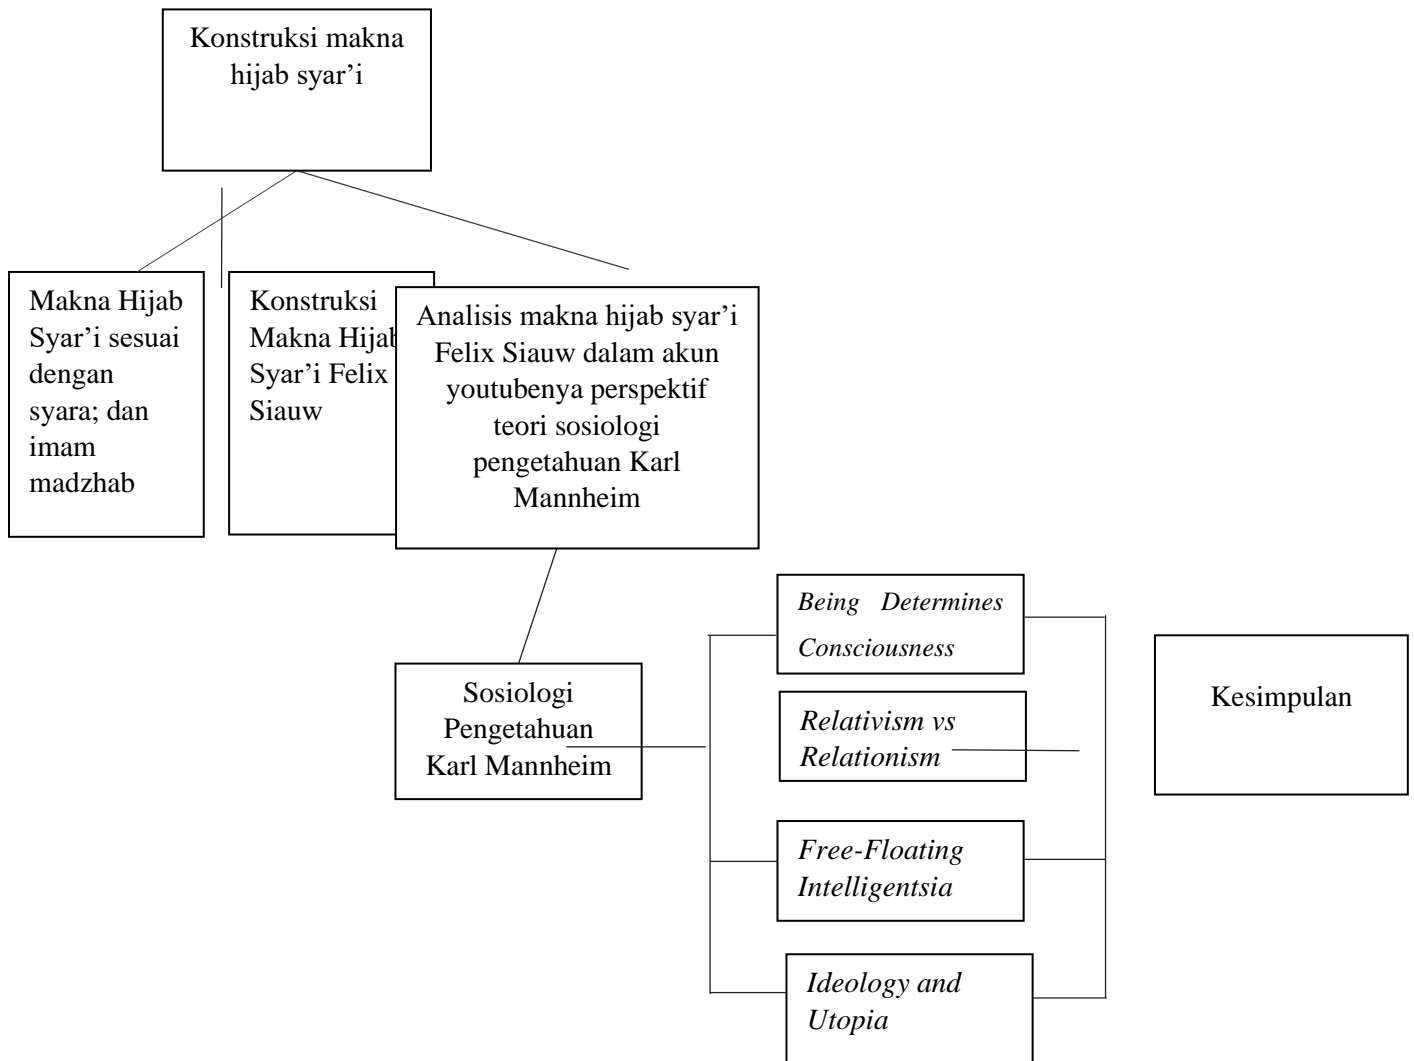 Konstruksi makna
hijab syar’i
Makna Hijab
Syar’i sesuai
dengan
syara; dan
imam
madzhab
Konstruksi
Makna Hijab
Syar’i Felix
Siauw
Analisis makna hijab syar’i
Felix Siauw dalam akun
youtubenya perspektif
teori sosiologi
pengetahuan Karl
Mannheim
Sosiologi
Pengetahuan
Karl Mannheim
Being Determines
Consciousness
Relativism vs
Relationism
Free-Floating
Intelligentsia
Ideology and
Utopia
Kesimpulan